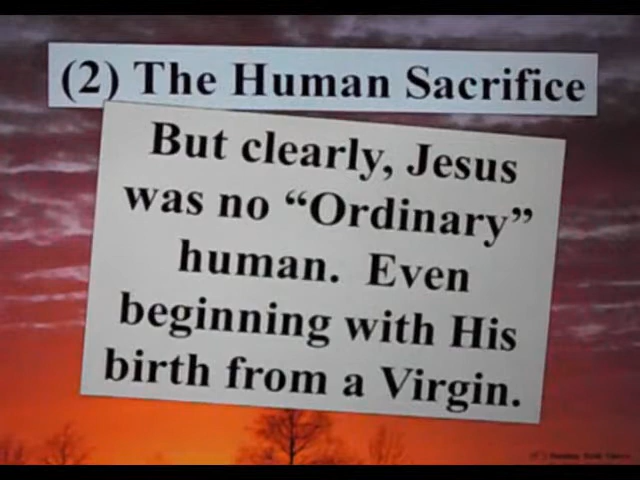 (2) The Human Sacrifice
But clearly, Jesus
was no “Ordinary”
human. Even
beginning with His
birth from a Virgin.